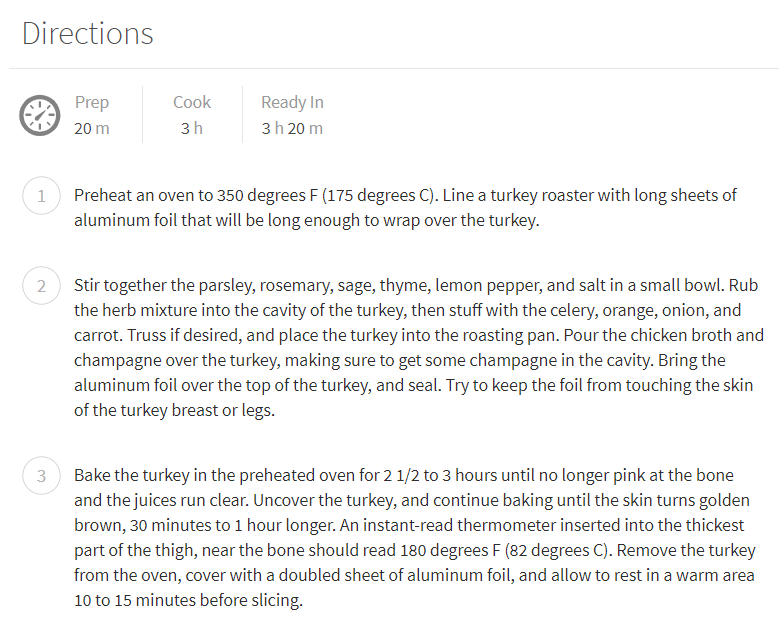 Directions
Prep
20 m
Cook
3 h
Ready In
3 h 20 m
1
Preheat an oven to 350 degrees F (175 degrees C). Line a turkey roaster with long sheets of
aluminum foil that will be long enough to wrap over the turkey.
2
Stir together the parsley, rosemary, sage, thyme, lemon pepper, and salt in a small bowl. Rub
the herb mixture into the cavity of the turkey, then stuff with the celery, orange, onion, and
carrot. Truss if desired, and place the turkey into the roasting pan. Pour the chicken broth and
champagne over the turkey, making sure to get some champagne in the cavity. Bring the
aluminum foil over the top of the turkey, and seal. Try to keep the foil from touching the skin
of the turkey breast or legs.
3
Bake the turkey in the preheated oven for 2 1/2 to 3 hours until no longer pink at the bone
and the juices run clear. Uncover the turkey, and continue baking until the skin turns golden
brown, 30 minutes to 1 hour longer. An instant-read thermometer inserted into the thickest
part of the thigh, near the bone should read 180 degrees F (82 degrees C). Remove the turkey
from the oven, cover with a doubled sheet of aluminum foil, and allow to rest in a warm area
10 to 15 minutes before slicing.